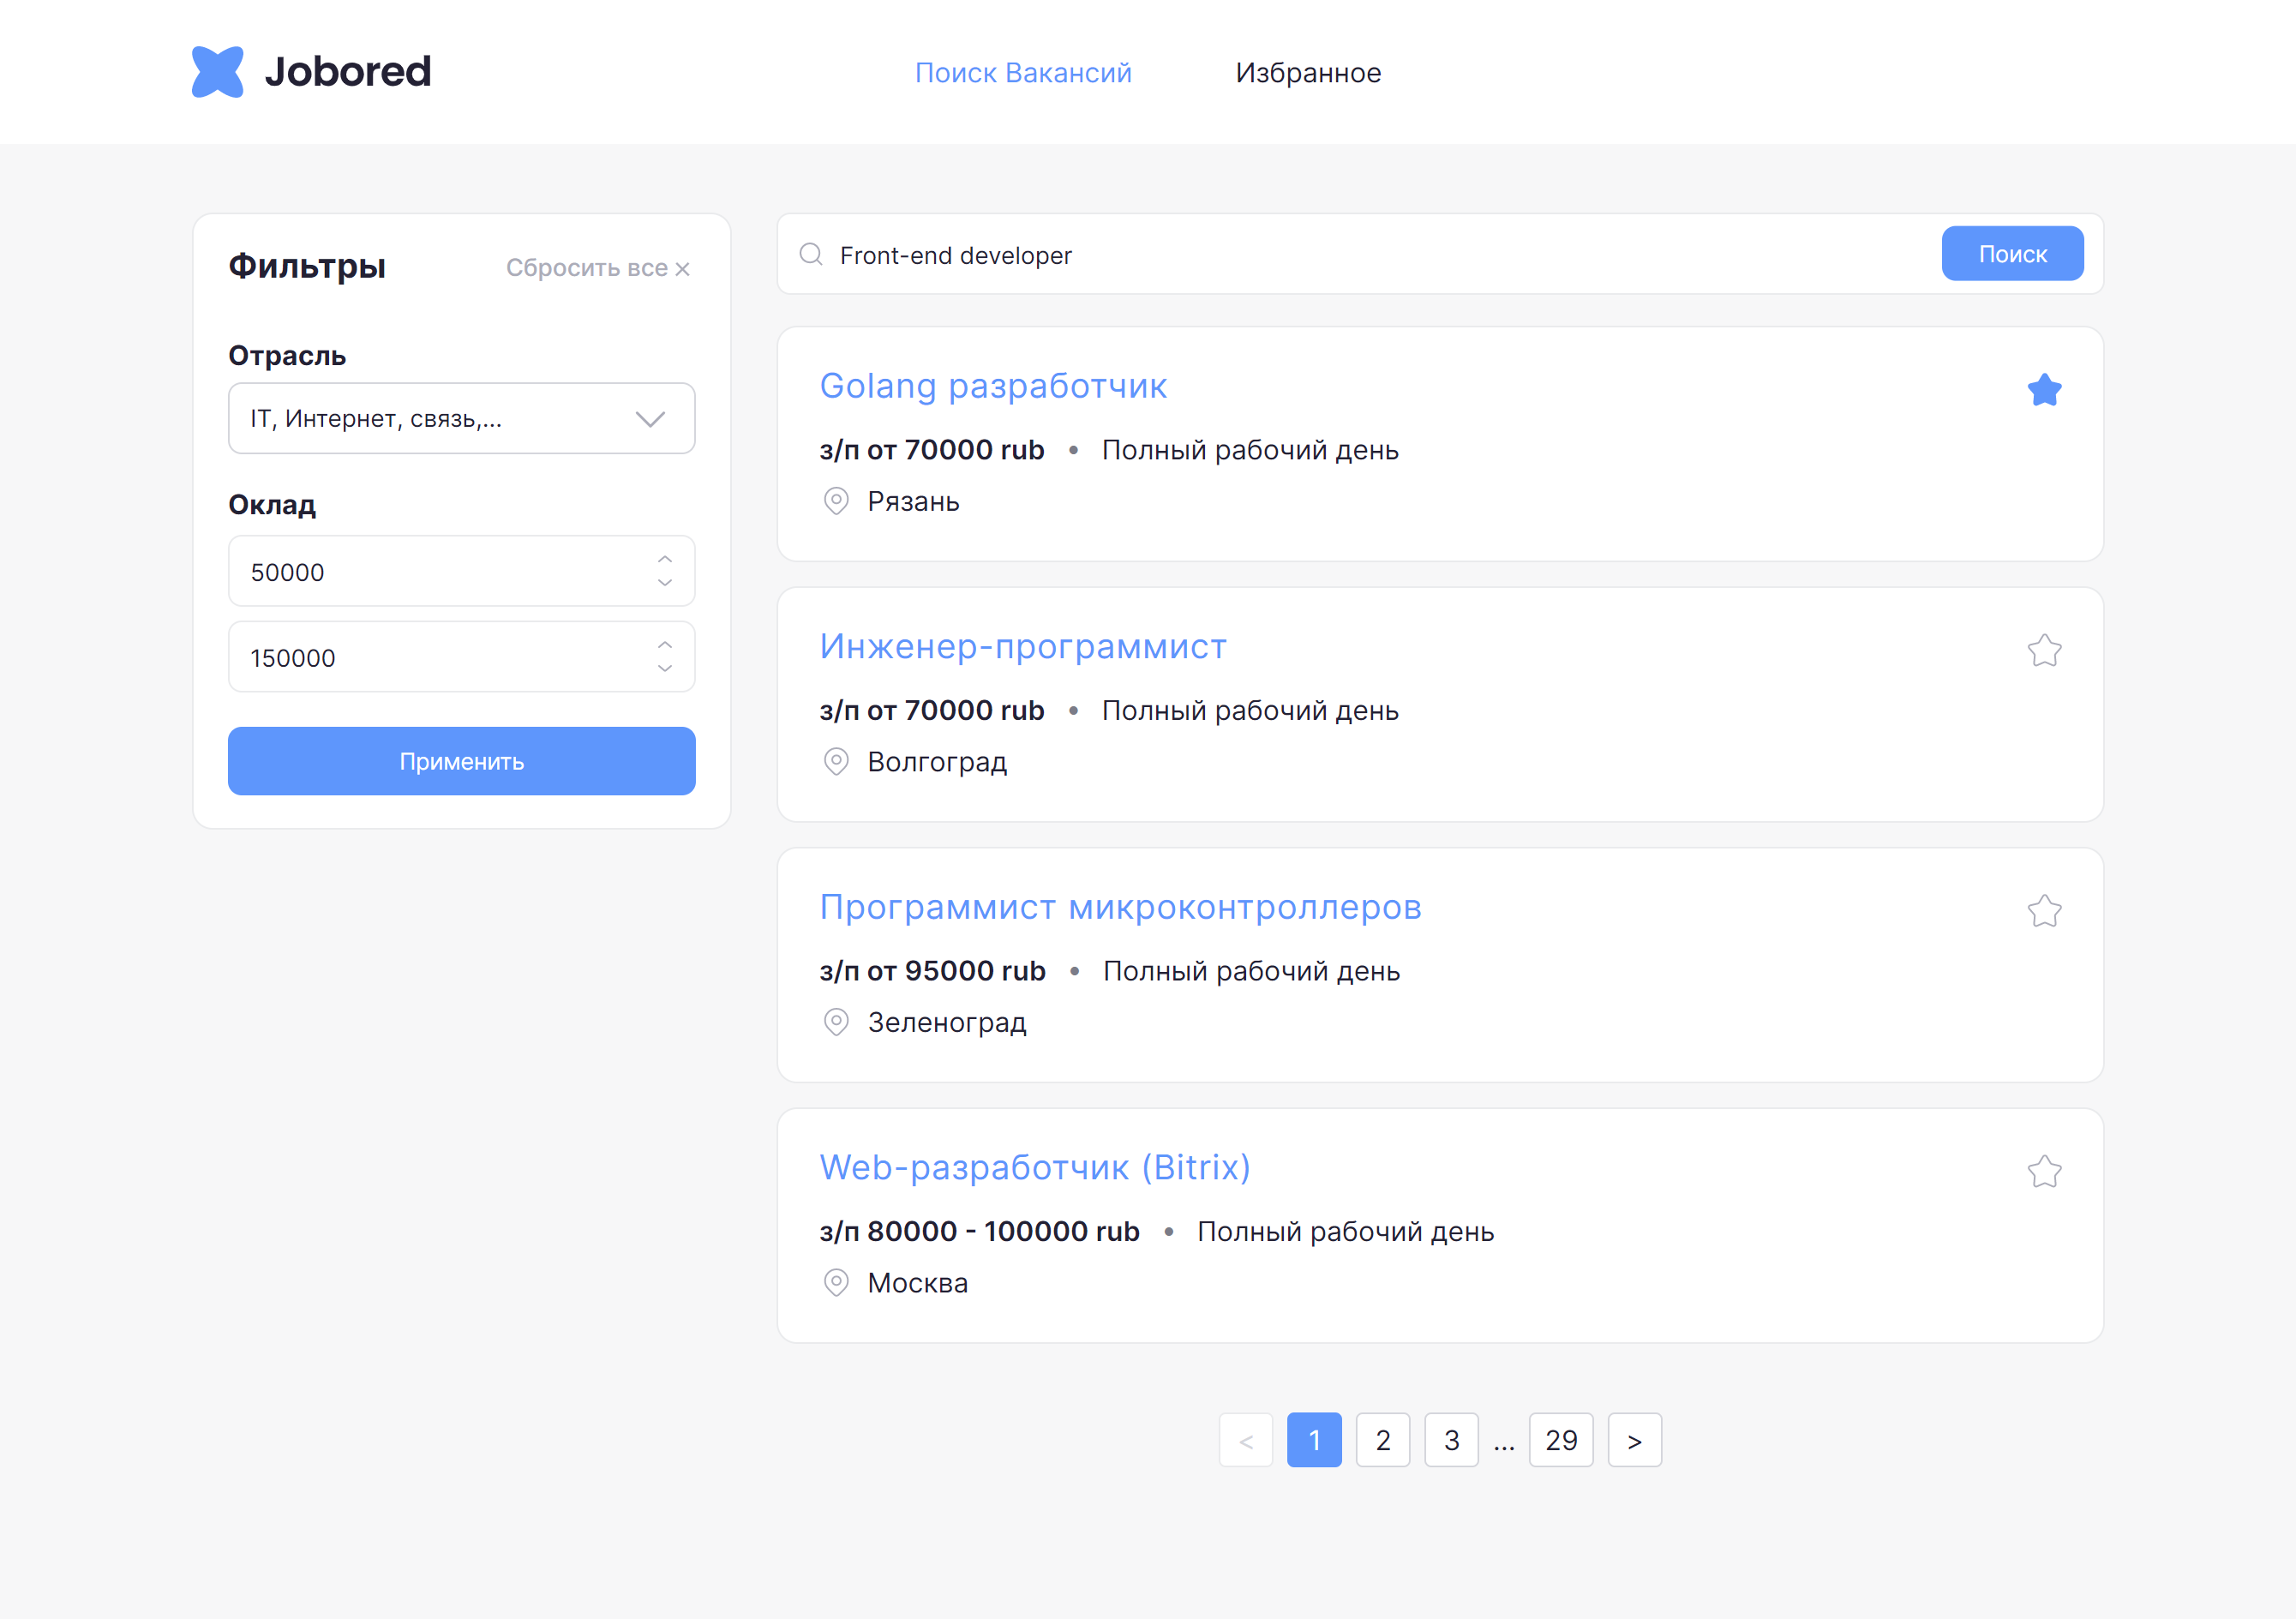 Jobored
Поиск Вакансий
Избранное
Фильтры
Сбросить все
Отрасль
IT, Интернет, связь,...
Оклад
50000
150000
Применить
Front-end developer
Поиск
Golang разработчик
з/п от 70000 rub • Полный рабочий день
Рязань
Инженер-программист
з/п от 70000 rub • Полный рабочий день
Волгоград
Программист микроконтроллеров
з/п от 95000 rub • Полный рабочий день
Зеленоград
Web-разработчик (Bitrix)
з/п 80000 - 100000 rub • Полный рабочий день
Москва
< 1 2 3 ... 29 >